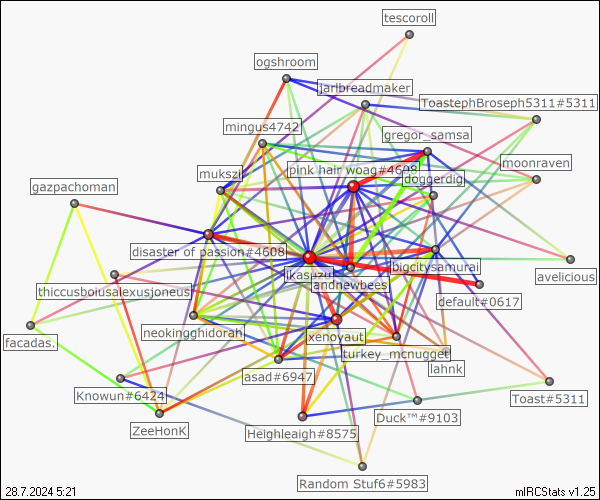 tescoroll
ogshroom
jarlbreadmaker
ToastephBroseph5311#5311
mingus4742
gregor_samsa
moonraven
pink hair woag#4608
mukszil
doggerdig
gazpachoman
disaster of passion#4608
bigcitysamurai
ikasuzu
andnewbees
avelicious
thiccusboiusalexusjoneus
default#0617
neokingghidorah
xenoyaut
facadas.
turkey_mcnugget
lahnk
asad#6947
Knowun#6424
Toast#5311
Duck™#9103
ZeeHonK
Heighleaigh#8575
Random Stuf6#5983
28.7.2024 5:21
mIRCStats v1.25